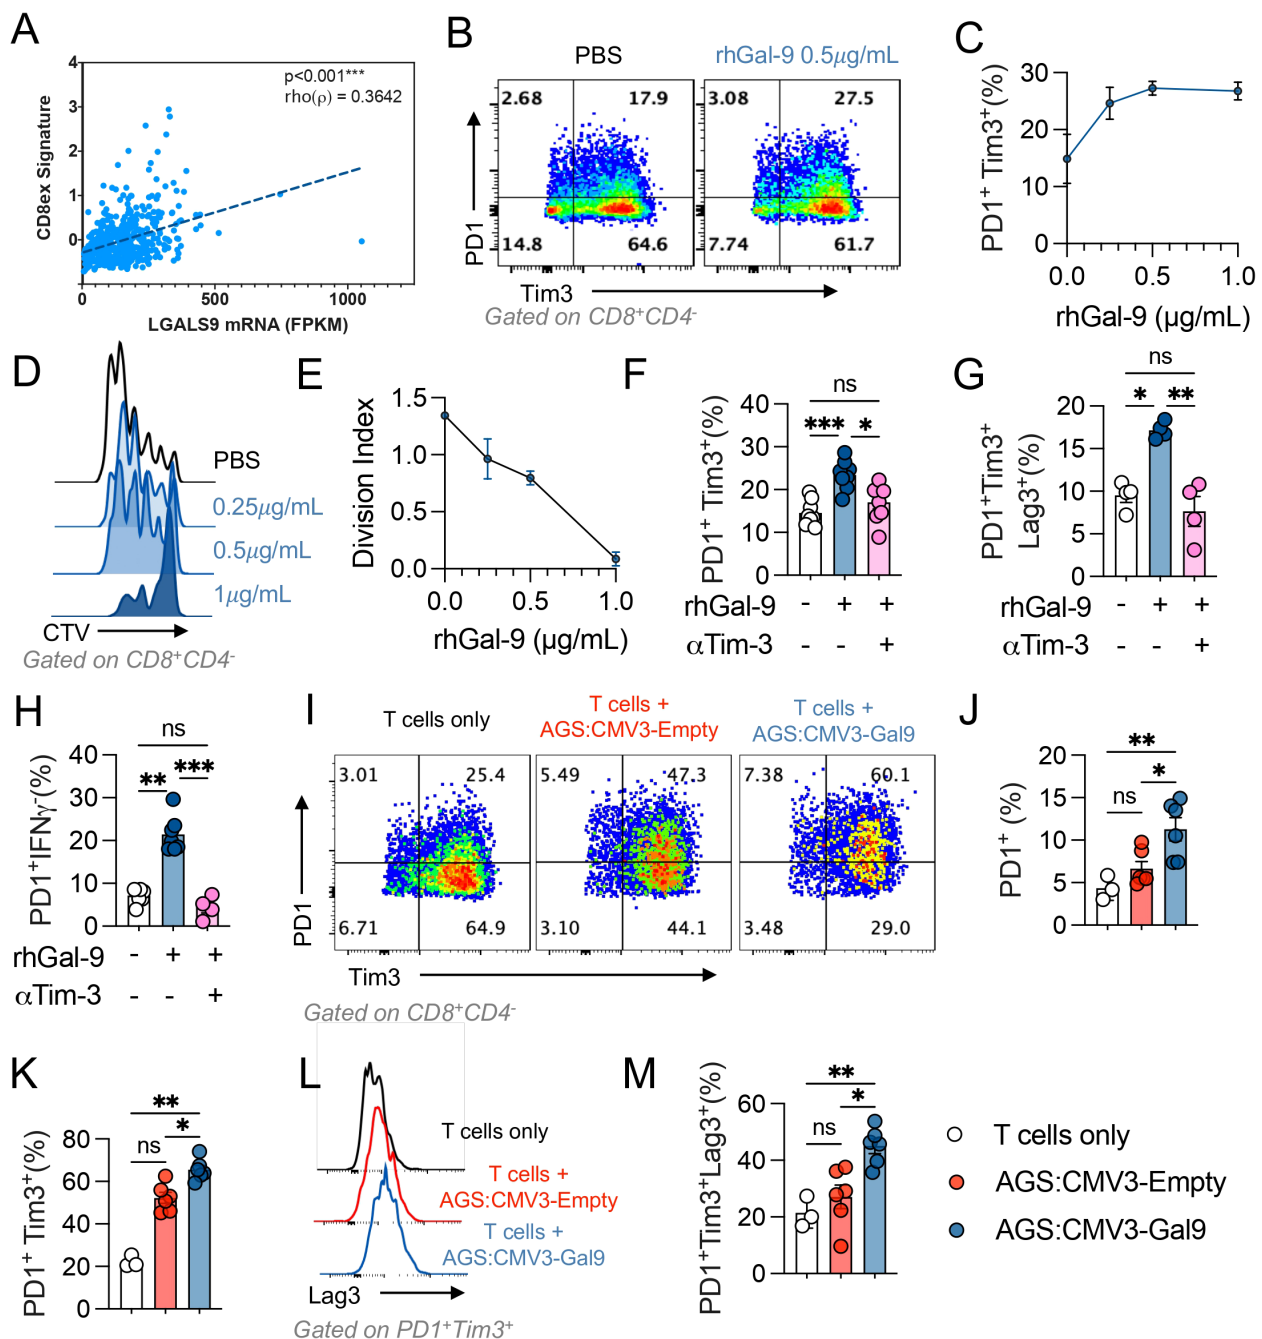 A
4
3
2
1
0
CD8ex Signature
p<0.001***
rho(ρ) = 0.3642
0
500
1000
LGALS9 mRNA (FPKM)
B
PBS
rhGal-9 0.5µg/mL
2.68
17.9
3.08
27.5
14.8
64.6
7.74
61.7
PD1
Tim3
Gated on CD8⁺CD4⁻
C
PD1⁺ Tim3⁺(%)
30
20
10
0
0.0
0.5
1.0
rhGal-9 (µg/mL)
D
PBS
0.25µg/mL
0.5µg/mL
1µg/mL
CTV
Gated on CD8⁺CD4⁻
E
Division Index
1.5
1.0
0.5
0.0
0.0
0.5
1.0
rhGal-9 (µg/mL)
F
PD1⁺ Tim3⁺(%)
40
30
20
10
0
ns
***
*
rhGal-9 - + +
αTim-3 - - +
G
PD1⁺Tim3⁺
Lag3⁺(%)
20
15
10
5
0
ns
*
**
rhGal-9 - + +
αTim-3 - - +
H
PD1⁺IFNγ⁻(%)
40
30
20
10
0
ns
**
***
rhGal-9 - + +
αTim-3 - - +
I
T cells only
T cells +
AGS:CMV3-Empty
T cells +
AGS:CMV3-Gal9
3.01
25.4
5.49
47.3
7.38
60.1
6.71
64.9
3.10
44.1
3.48
29.0
PD1
Tim3
Gated on CD8⁺CD4⁻
J
PD1⁺ (%)
20
15
10
5
0
**
*
ns
K
PD1⁺ Tim3⁺(%)
80
60
40
20
0
**
*
ns
L
T cells only
T cells +
AGS:CMV3-Empty
T cells +
AGS:CMV3-Gal9
Lag3
Gated on PD1⁺Tim3⁺
M
PD1⁺Tim3⁺Lag3⁺(%)
60
40
20
0
**
*
ns
T cells only
AGS:CMV3-Empty
AGS:CMV3-Gal9